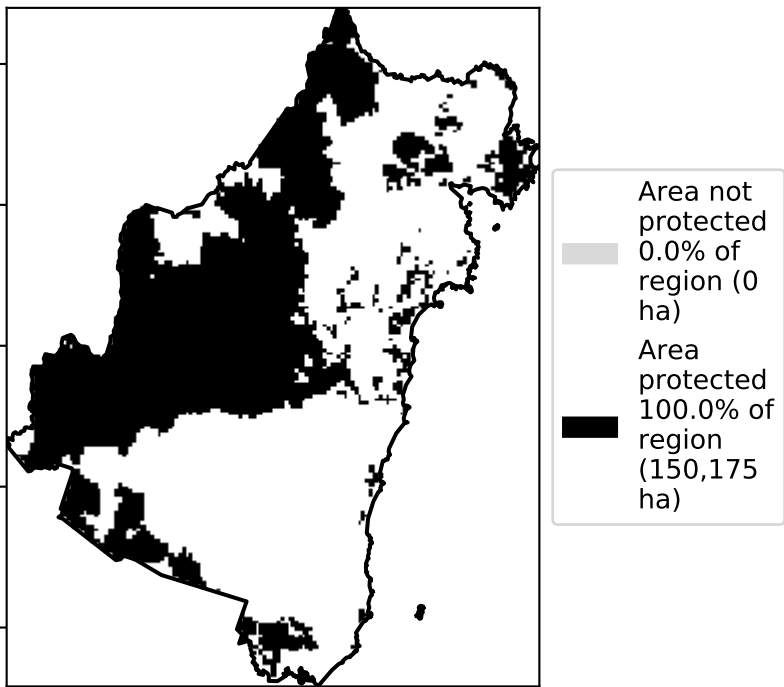 Area not
protected
0.0% of
region (0
ha)
Area
protected
100.0% of
region
(150,175
ha)